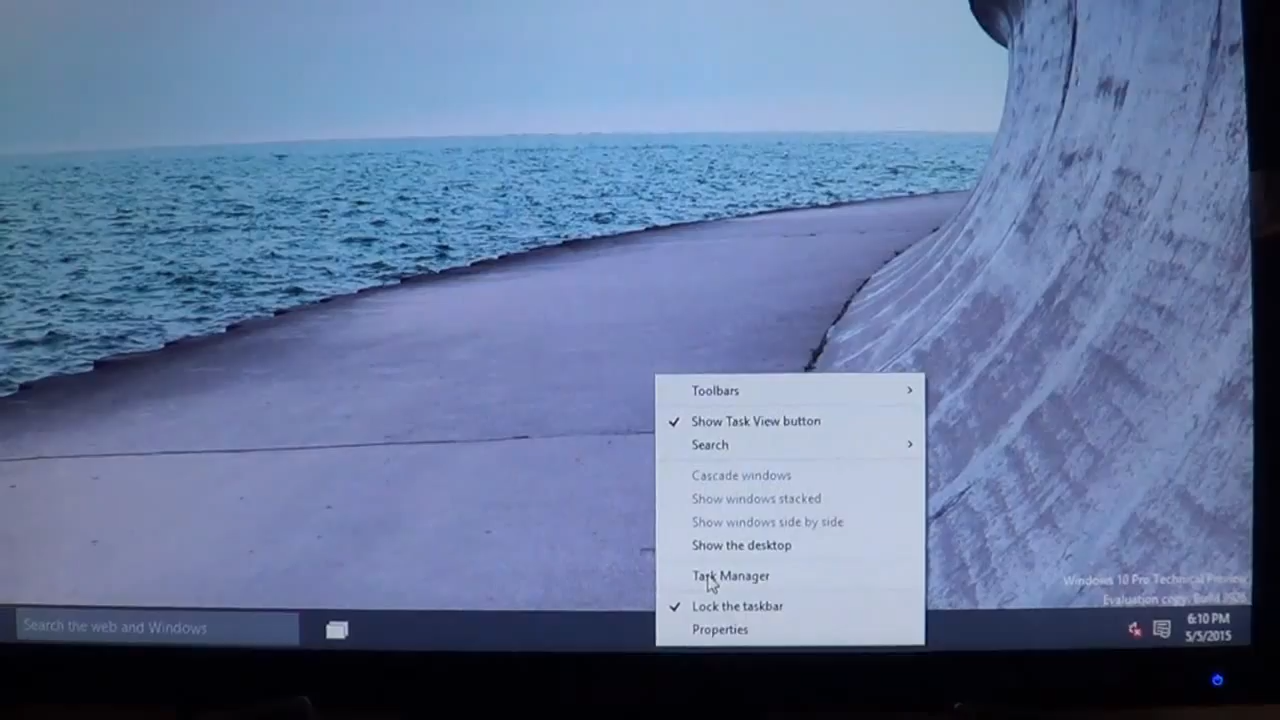 Toolbars
Show Task View button
Search
Cascade windows
Show windows stacked
Show windows side by side
Show the desktop
Task Manager
Lock the taskbar
Properties
Windows 10 Pro Technical Preview
Evaluation copy. Build
Search the web and Windows
6:10 PM
5/5/2015